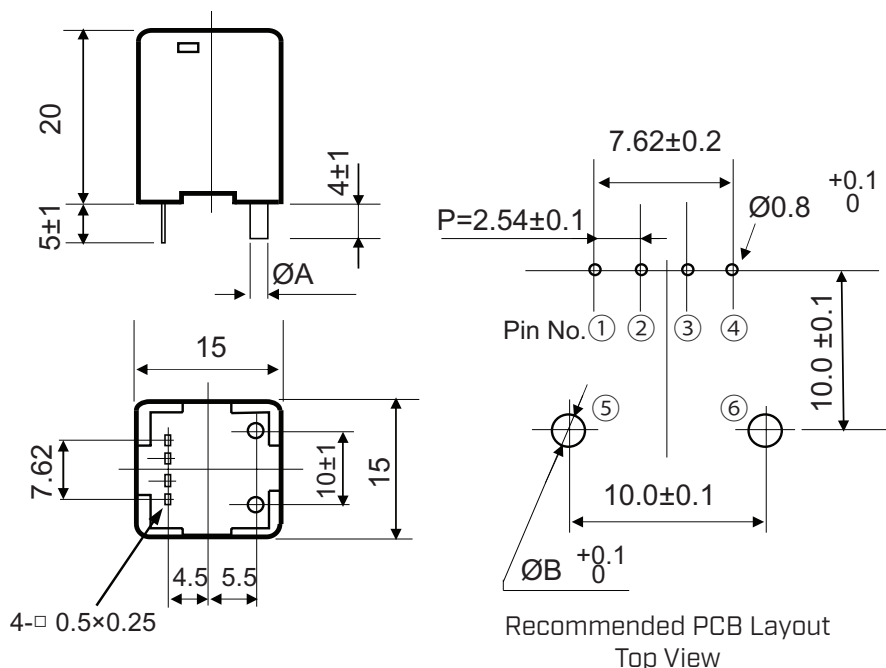 20
5±1
4±1
ØA
15
7.62
10±1
15
4.5 5.5
4-□ 0.5×0.25
7.62±0.2
P=2.54±0.1
Ø0.8 +0.1 0
Pin No. ① ② ③ ④
10.0 ±0.1
⑤ ⑥
10.0±0.1
ØB +0.1 0
Recommended PCB Layout
Top View